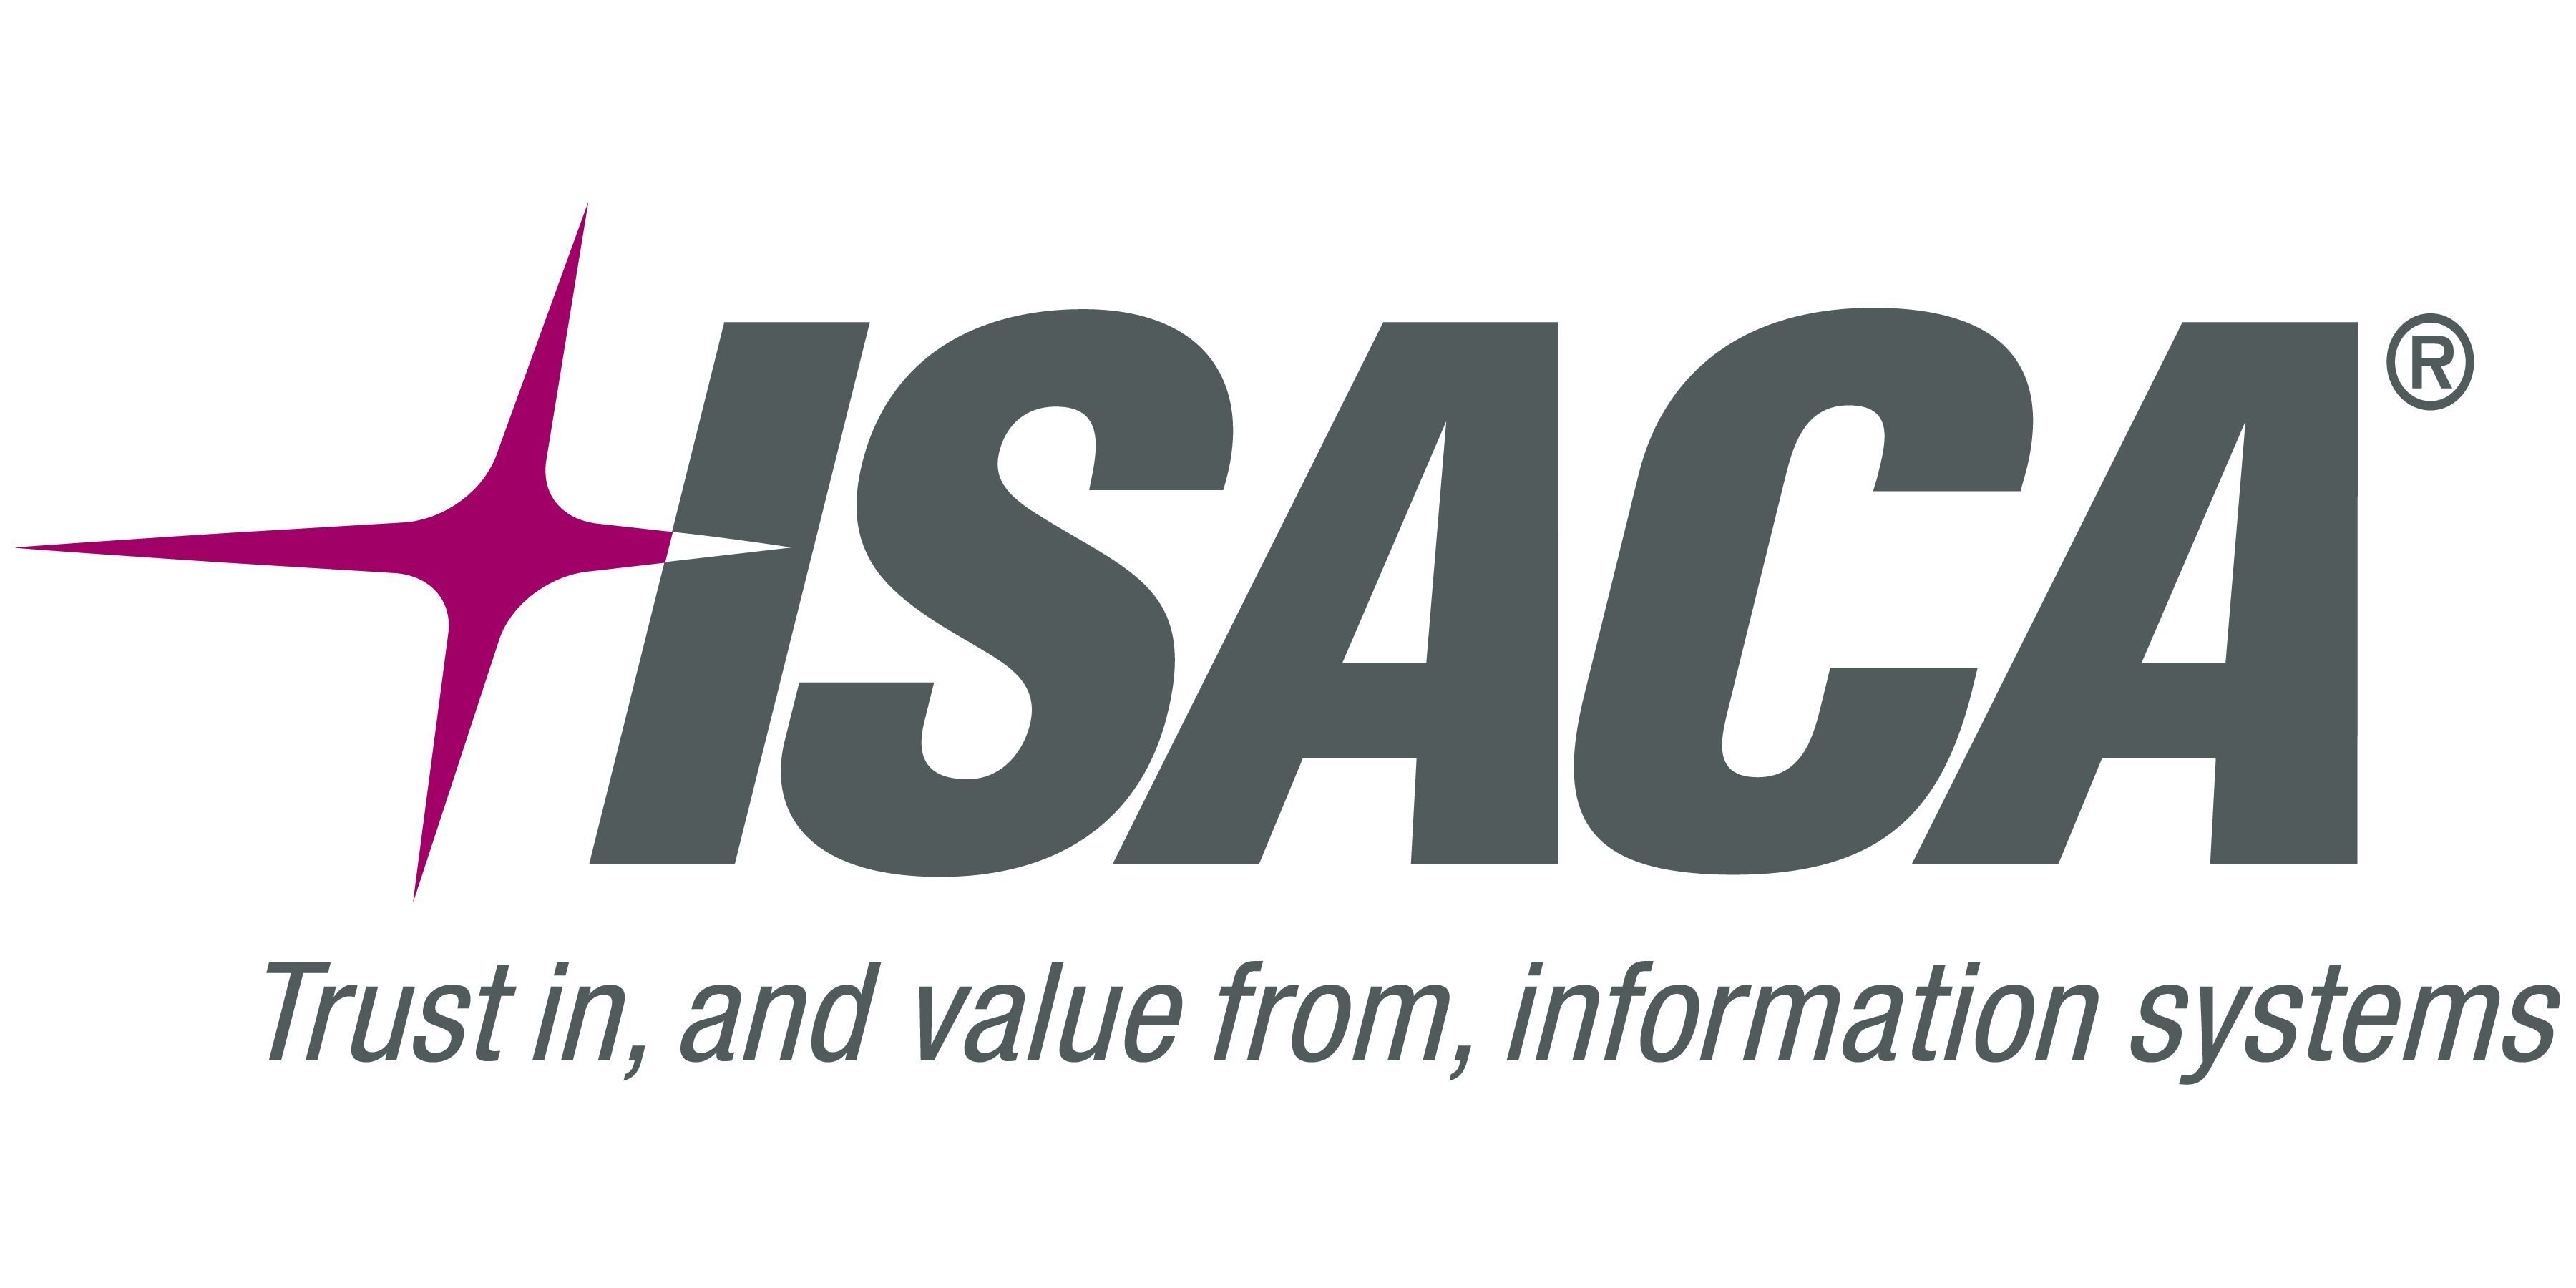 ISACA®
Trust in, and value from, information systems